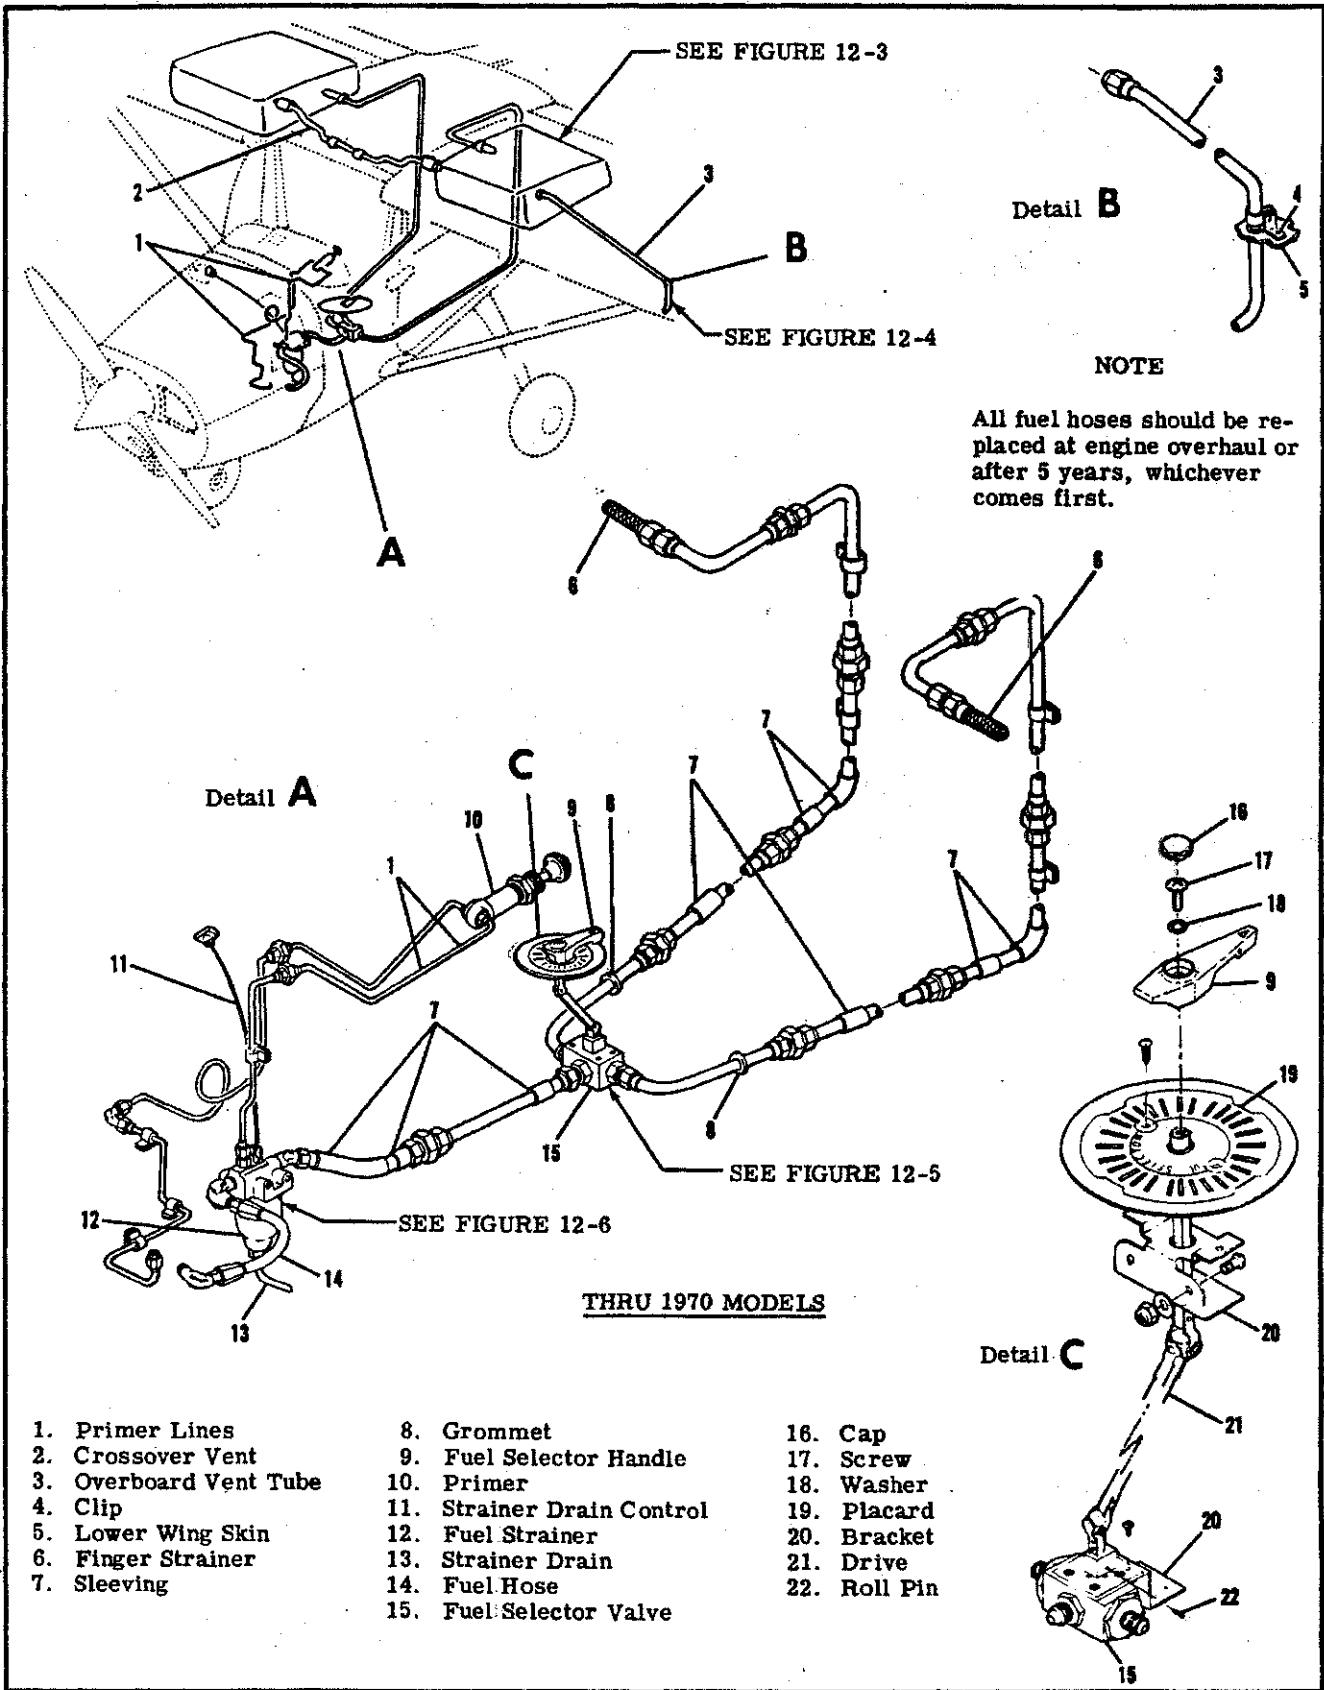 SEE FIGURE 12-3
3
2
3
Detail B
4
1
B
5
SEE FIGURE 12-4
NOTE
All fuel hoses should be re-
placed at engine overhaul or
after 5 years, whichever
comes first.
A
6
6
7
7
C
Detail A
8
9
10
16
17
7
1
18
11
9
7
19
15
8
SEE FIGURE 12-5
12
SEE FIGURE 12-6
14
THRU 1970 MODELS
13
20
Detail C
21
1. Primer Lines
2. Crossover Vent
3. Overboard Vent Tube
4. Clip
5. Lower Wing Skin
6. Finger Strainer
7. Sleeving
8. Grommet
9. Fuel Selector Handle
10. Primer
11. Strainer Drain Control
12. Fuel Strainer
13. Strainer Drain
14. Fuel Hose
15. Fuel Selector Valve
16. Cap
17. Screw
18. Washer
19. Placard
20. Bracket
21. Drive
22. Roll Pin
20
22
15